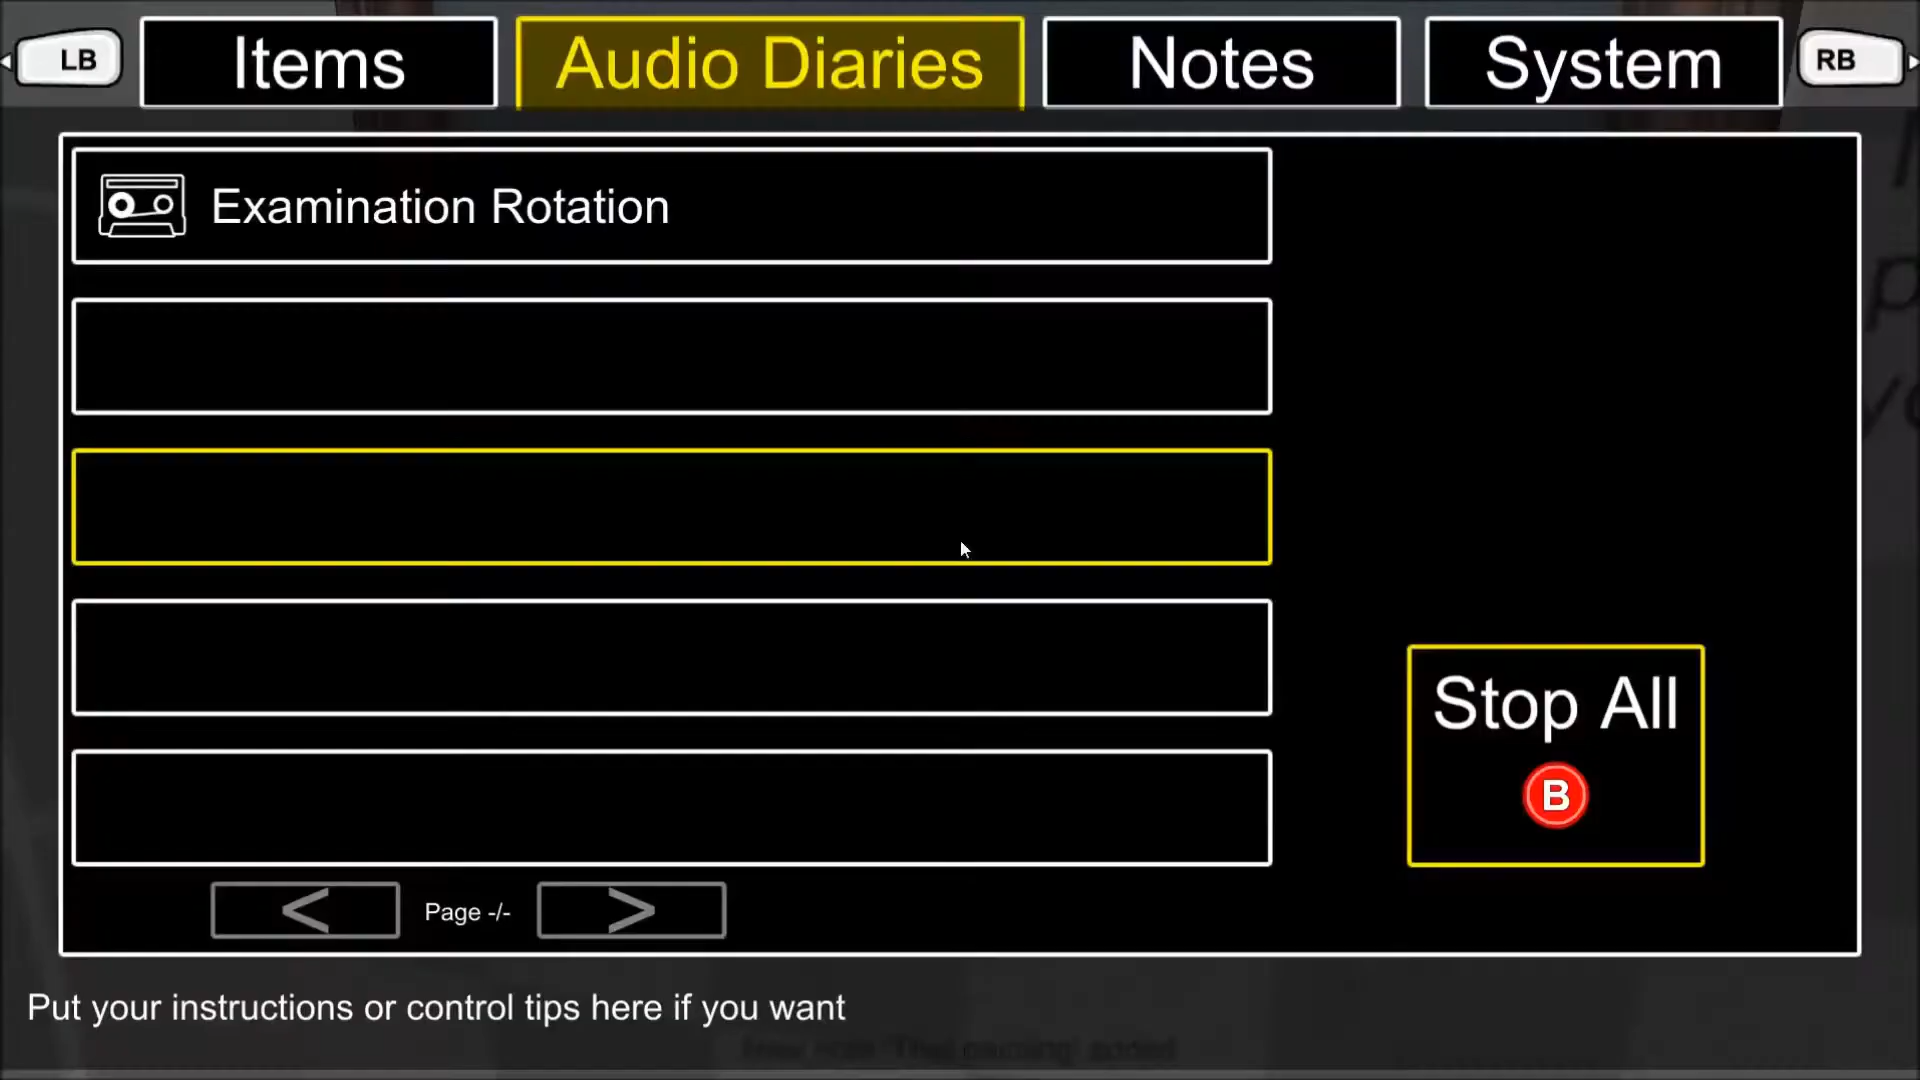 LB
Items
Audio Diaries
Notes
System
RB
Examination Rotation
Stop All
B
<
Page -/-
>
Put your instructions or control tips here if you want